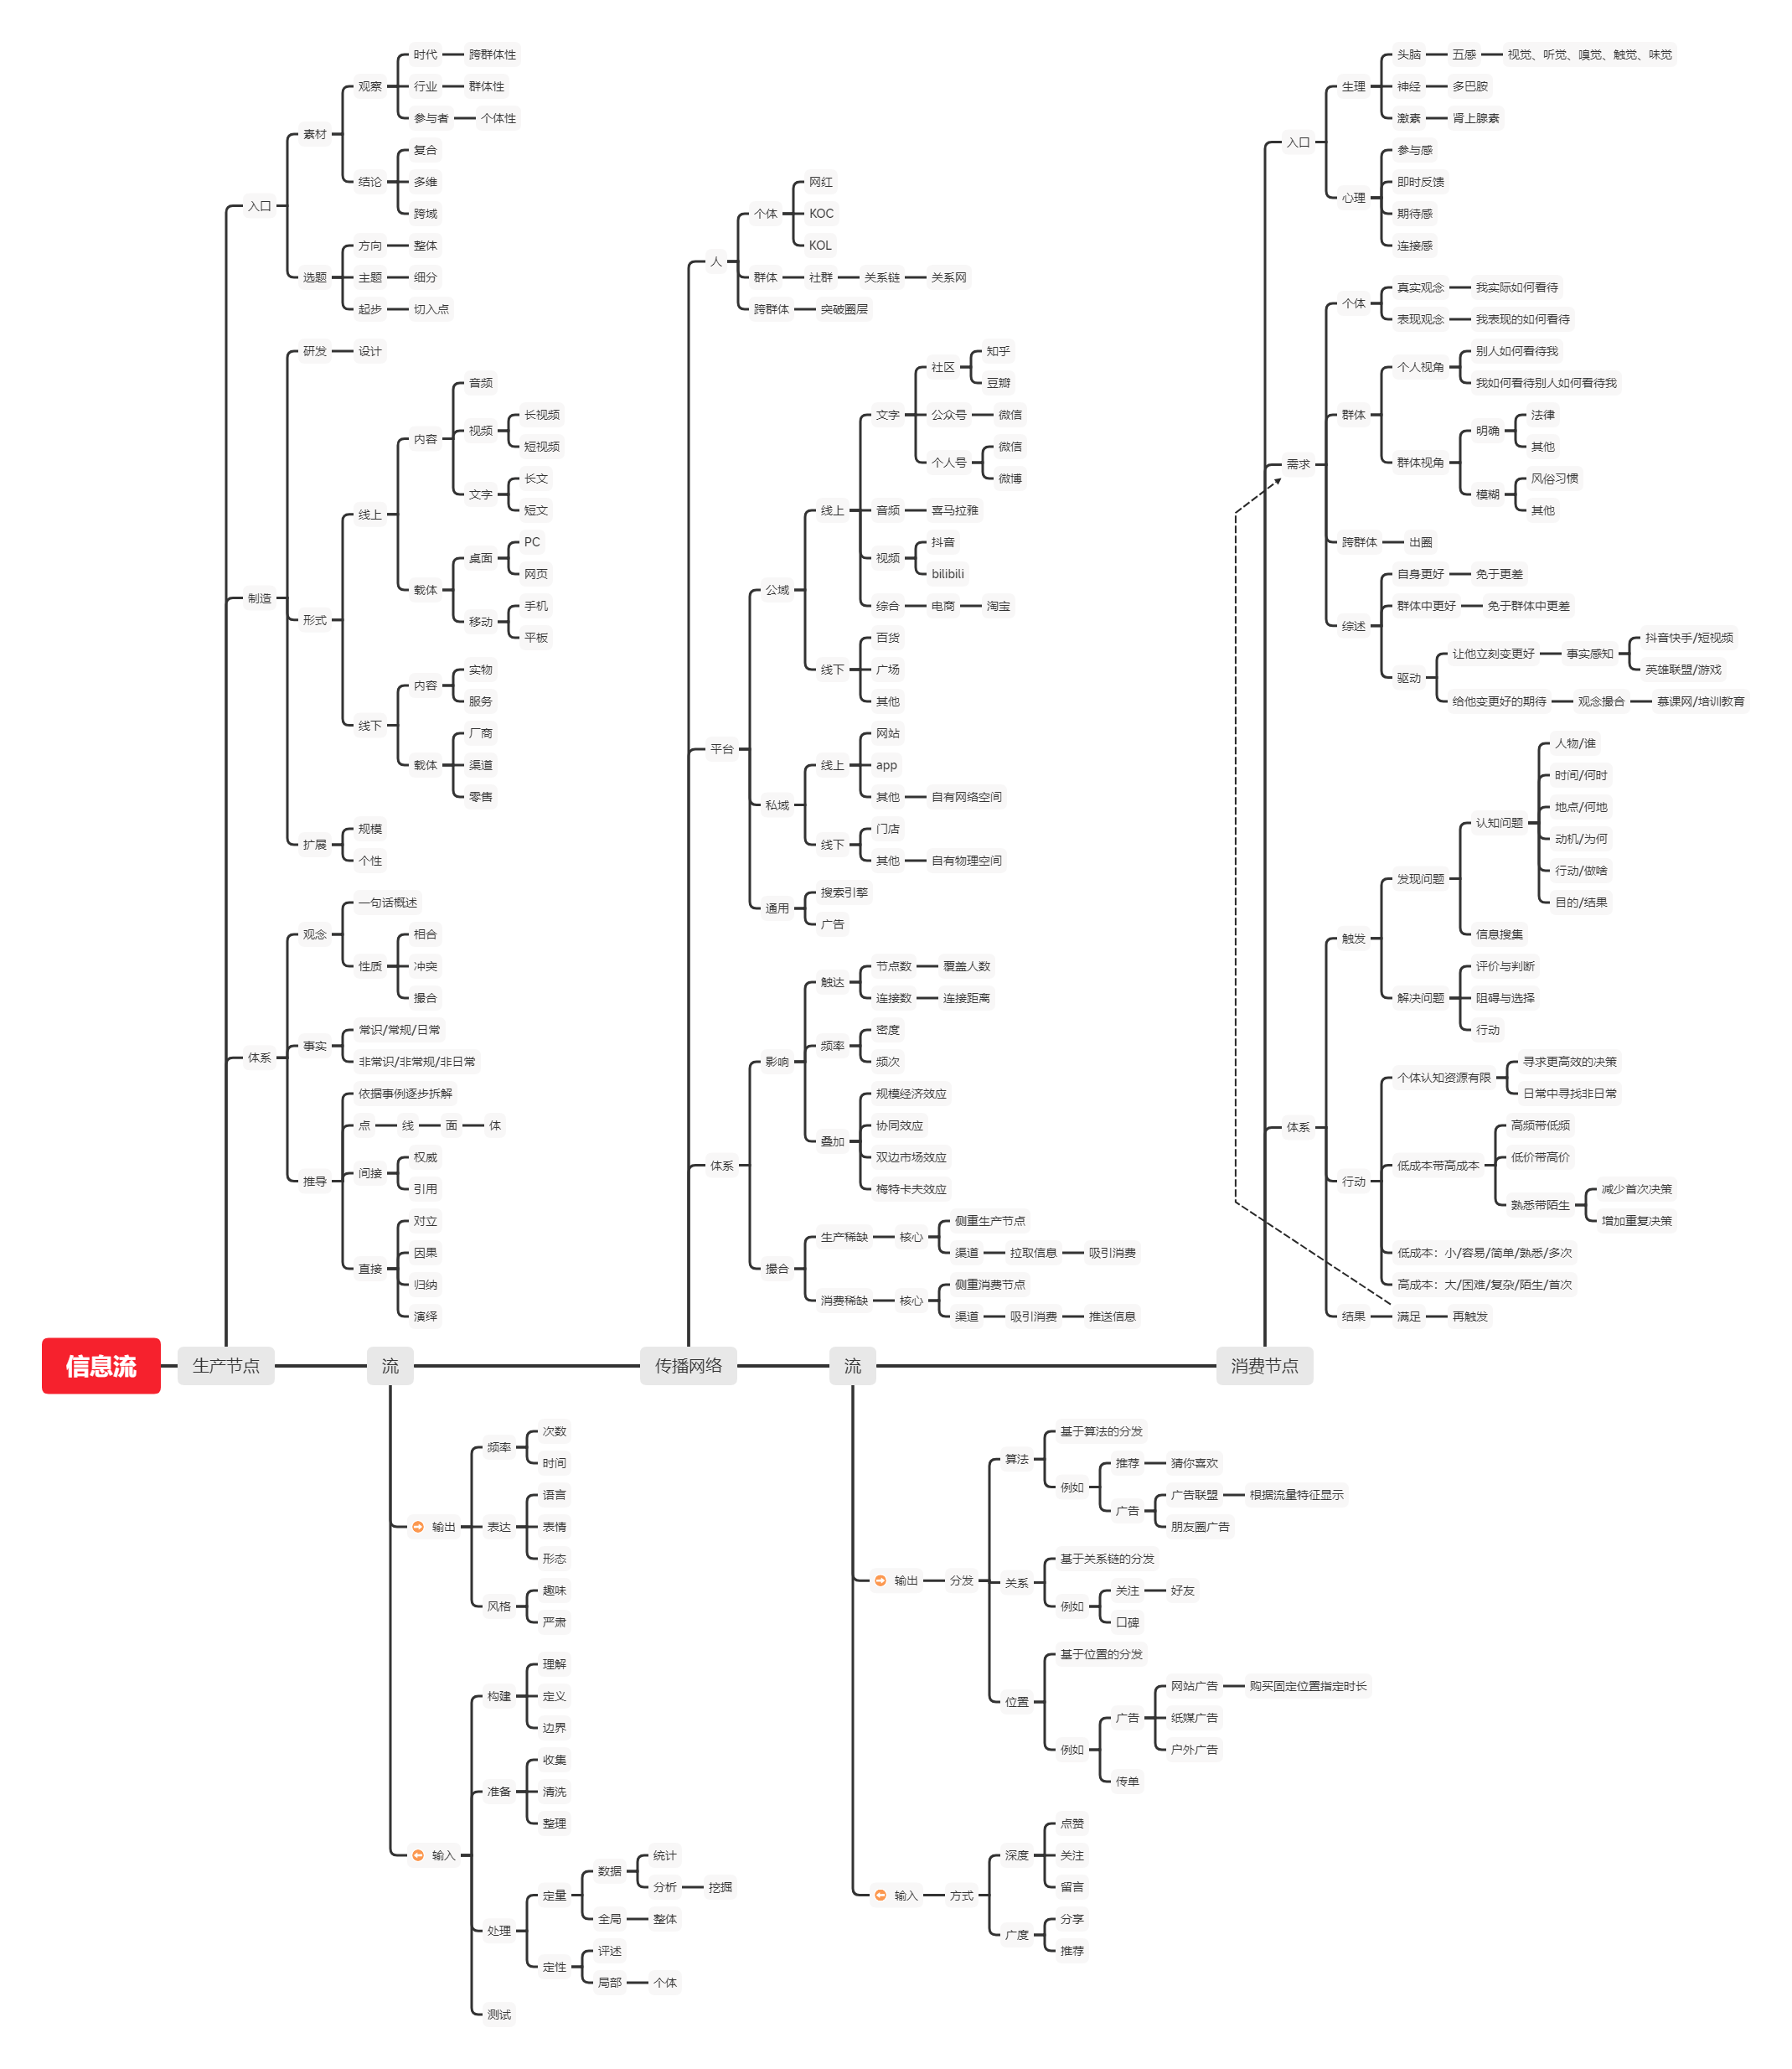 信息流
生产节点
入口
素材
观察
时代
跨群体性
行业
群体性
参与者
个体性
结论
复合
多维
跨域
选题
方向
整体
主题
细分
起步
切入点
制造
研发
设计
形式
线上
内容
音频
视频
长视频
短视频
文字
长文
短文
载体
桌面
PC
网页
移动
手机
平板
线下
内容
实物
服务
载体
厂商
渠道
零售
扩展
规模
个性
体系
观念
一句话概述
性质
相合
冲突
撮合
事实
常识/常规/日常
非常识/非常规/非日常
推导
依据事例逐步拆解
点
线
面
体
间接
权威
引用
直接
对立
因果
归纳
演绎
流
输出
频率
次数
时间
表达
语言
表情
形态
风格
趣味
严肃
输入
构建
理解
定义
边界
准备
收集
清洗
整理
处理
定量
数据
统计
分析
挖掘
全局
整体
定性
评述
局部
个体
测试
传播网络
人
个体
网红
KOC
KOL
群体
社群
关系链
关系网
跨群体
突破圈层
平台
公域
线上
文字
社区
知乎
豆瓣
公众号
微信
个人号
微信
微博
音频
喜马拉雅
视频
抖音
bilibili
综合
电商
淘宝
线下
百货
广场
其他
私域
线上
网站
app
其他
自有网络空间
线下
门店
其他
自有物理空间
通用
搜索引擎
广告
体系
影响
触达
节点数
覆盖人数
连接数
连接距离
频率
密度
频次
叠加
规模经济效应
协同效应
双边市场效应
梅特卡夫效应
撮合
生产稀缺
核心
侧重生产节点
渠道
拉取信息
吸引消费
消费稀缺
核心
侧重消费节点
渠道
吸引消费
推送信息
流
输出
分发
算法
基于算法的分发
例如
推荐
猜你喜欢
广告
广告联盟
根据流量特征显示
朋友圈广告
关系
基于关系链的分发
例如
关注
好友
口碑
位置
基于位置的分发
例如
广告
网站广告
购买固定位置指定时长
纸媒广告
户外广告
传单
输入
方式
深度
点赞
关注
留言
广度
分享
推荐
消费节点
入口
生理
头脑
五感
视觉、听觉、嗅觉、触觉、味觉
神经
多巴胺
激素
肾上腺素
心理
参与感
即时反馈
期待感
连接感
需求
个体
真实观念
我实际如何看待
表现观念
我表现的如何看待
群体
个人视角
别人如何看待我
我如何看待别人如何看待我
群体视角
明确
法律
其他
模糊
风俗习惯
其他
跨群体
出圈
综述
自身更好
免于更差
群体中更好
免于群体中更差
驱动
让他立刻变更好
事实感知
抖音快手/短视频
英雄联盟/游戏
给他变更好的期待
观念撮合
慕课网/培训教育
体系
触发
发现问题
认知问题
人物/谁
时间/何时
地点/何地
动机/为何
行动/做啥
目的/结果
信息搜集
解决问题
评价与判断
阻碍与选择
行动
行动
个体认知资源有限
寻求更高效的决策
日常中寻找非日常
低成本带高成本
高频带低频
低价带高价
熟悉带陌生
减少首次决策
增加重复决策
低成本：小/容易/简单/熟悉/多次
高成本：大/困难/复杂/陌生/首次
结果
满足
再触发